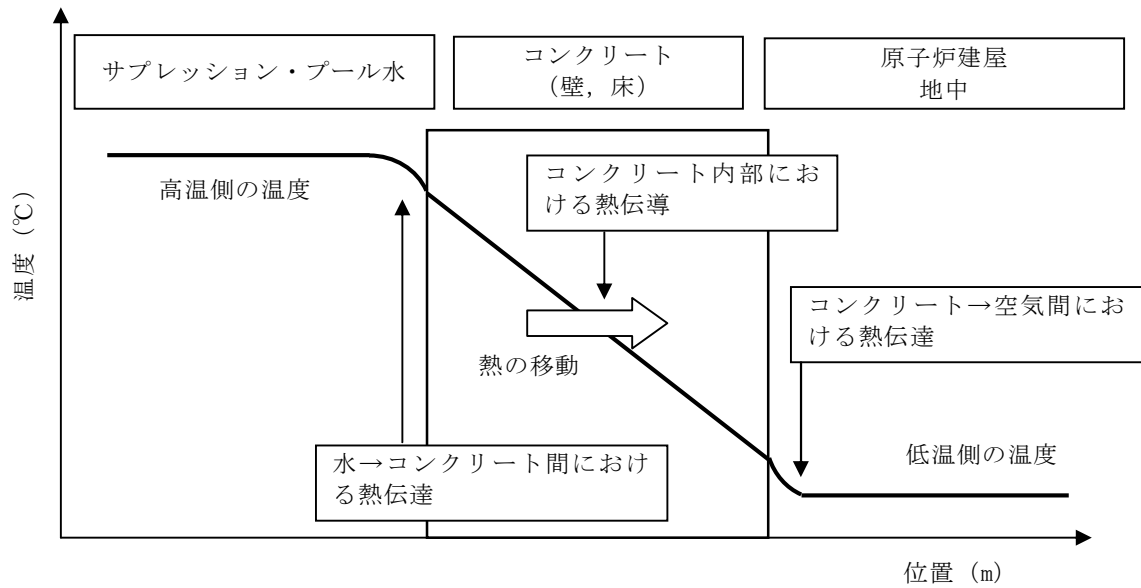 サプレッション・プール水
コンクリート
(壁，床)
原子炉建屋
地中
高温側の温度
コンクリート内部にお
ける熱伝導
温度 (℃)
コンクリート→空気間にお
ける熱伝達
熱の移動
水→コンクリート間におけ
る熱伝達
低温側の温度
位置 (m)